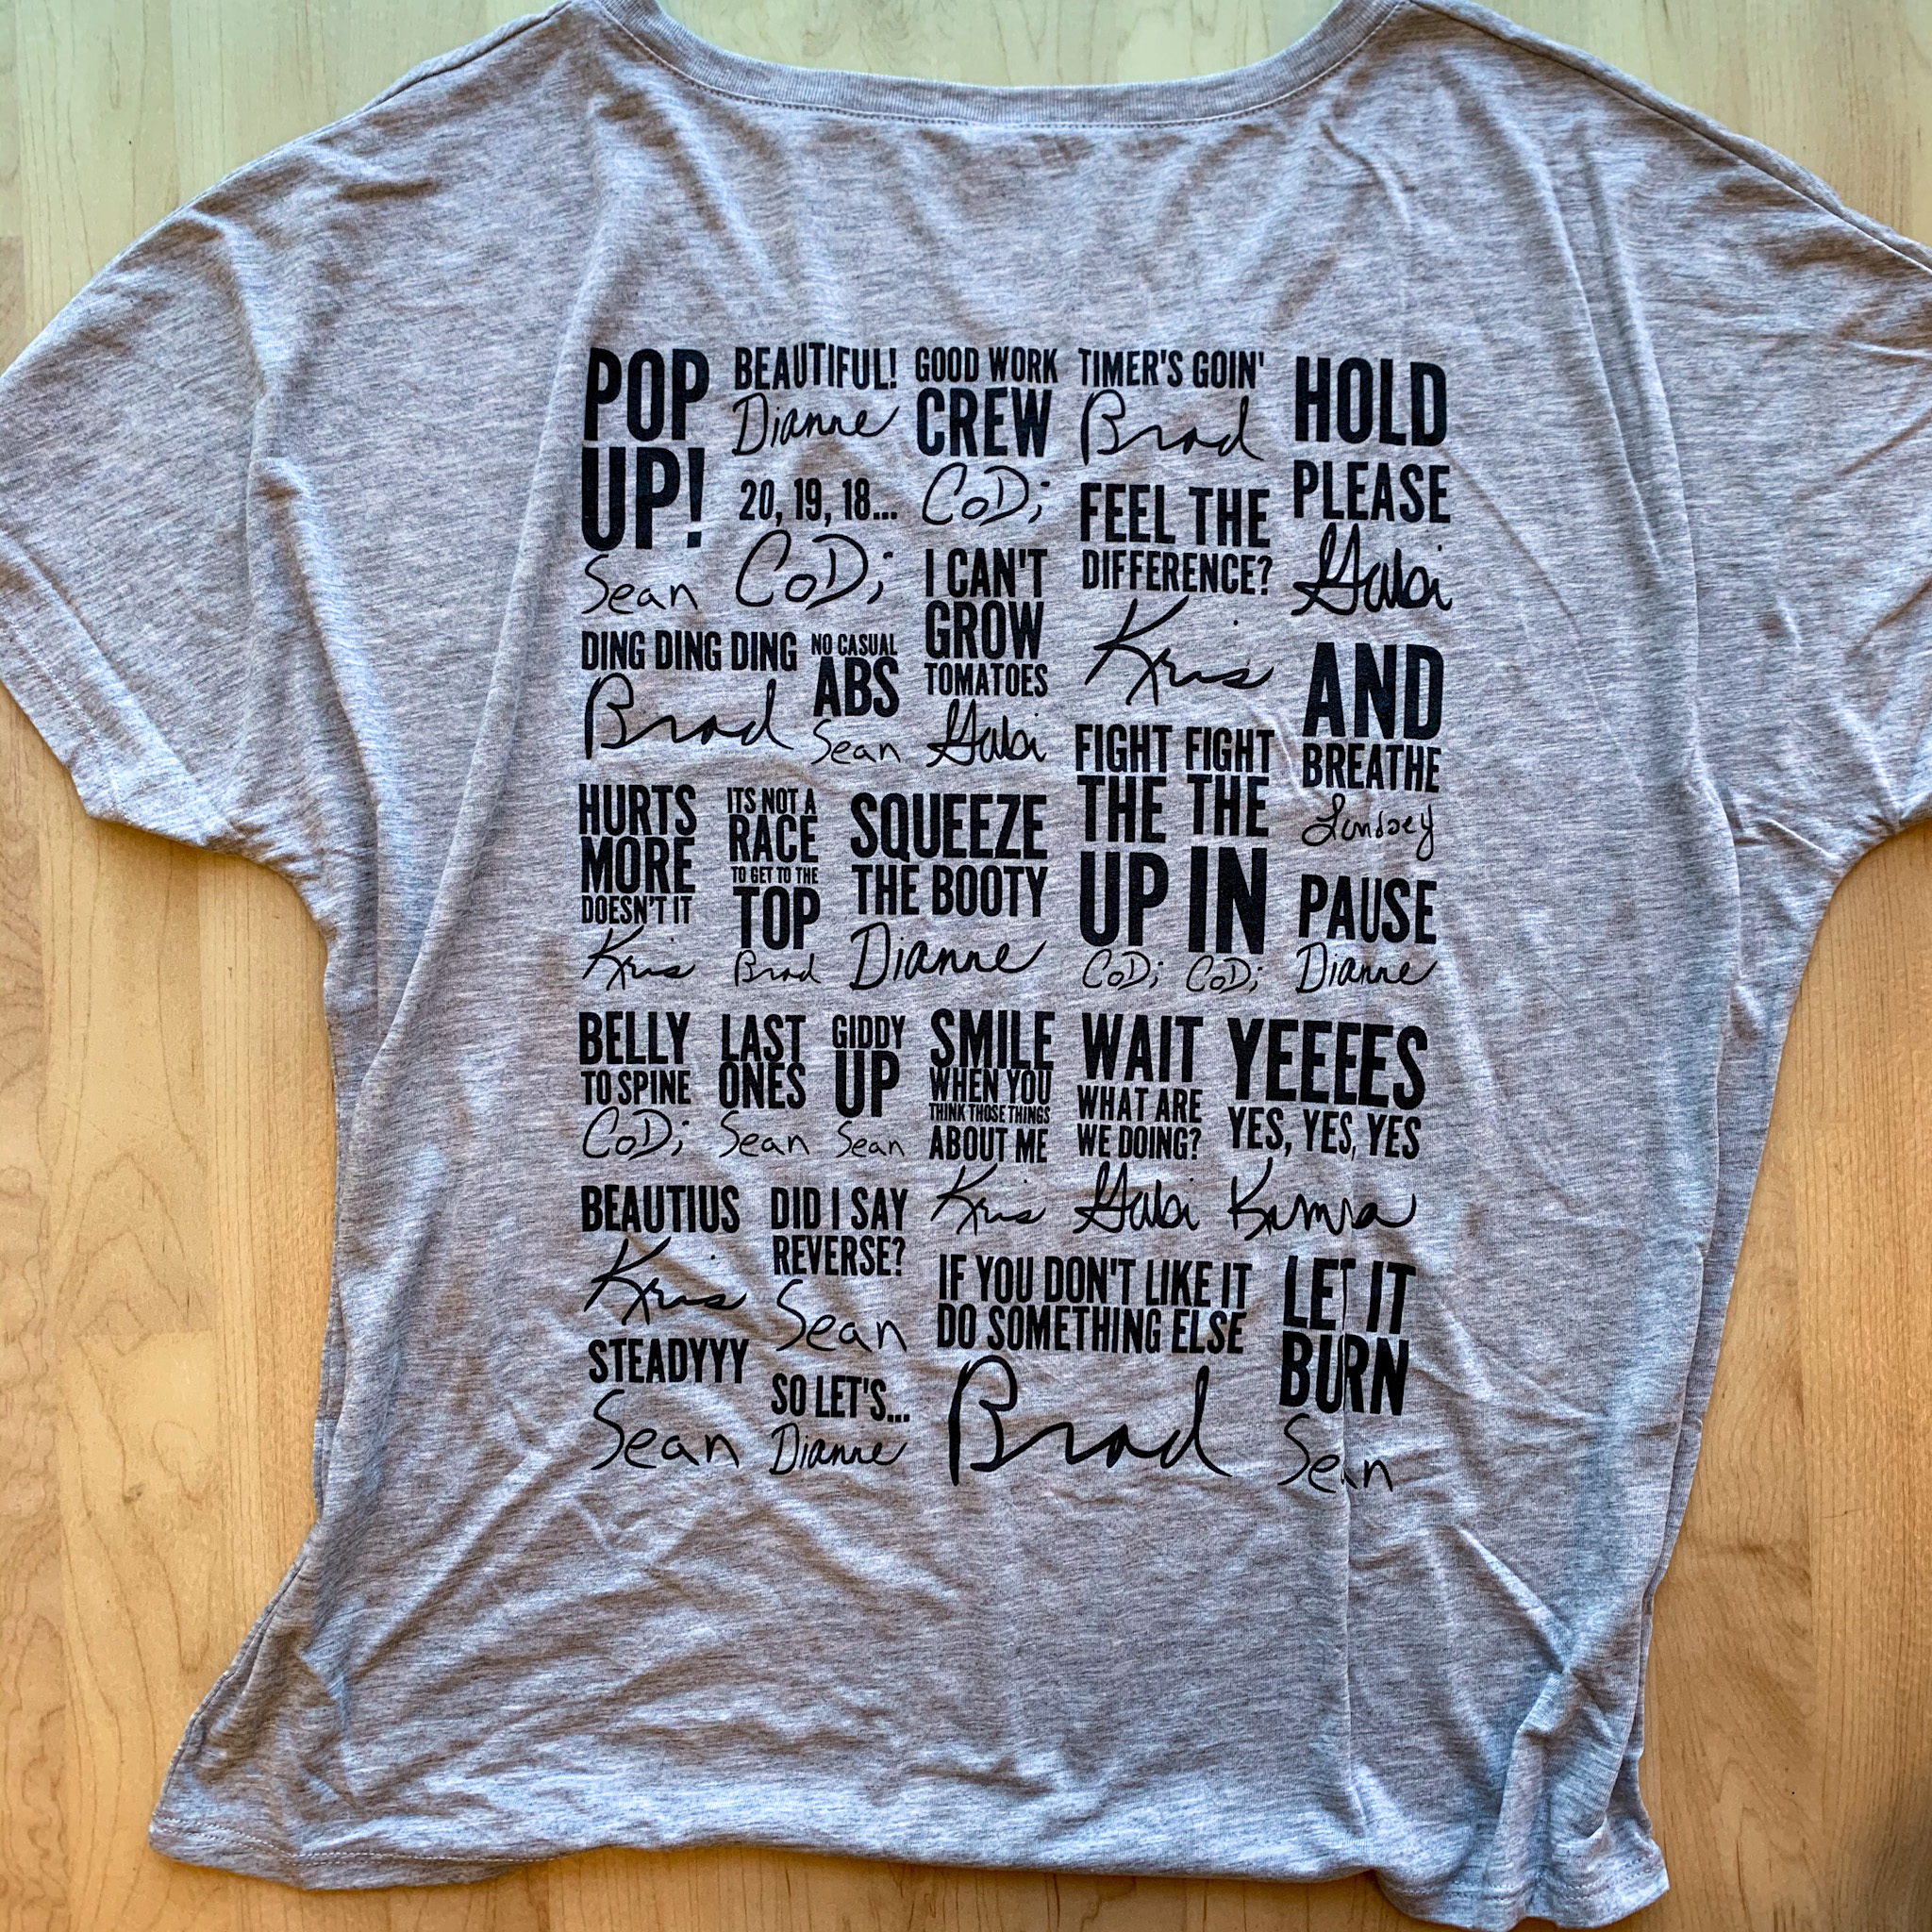 POP
UP!
Sean
BEAUTIFUL!
Dianne
GOOD WORK
CREW
CoDi
TIMER'S GOIN'
Brad
HOLD
PLEASE
Gabi
20, 19, 18...
CoDi
I CAN'T
GROW
TOMATOES
Gabi
FEEL THE
DIFFERENCE?
Kris
DING DING DING
Brad
NO CASUAL
ABS
Sean
AND
BREATHE
Lindsey
FIGHT
THE
UP
CoDi
FIGHT
THE
IN
CoDi
HURTS
MORE
DOESN'T IT
Kris
ITS NOT A
RACE
TO GET TO THE
TOP
Brad
SQUEEZE
THE BOOTY
Dianne
PAUSE
Dianne
BELLY
TO SPINE
CoDi
LAST
ONES
Sean
GIDDY
UP
Sean
SMILE
WHEN YOU
THINK THOSE THINGS
ABOUT ME
Kris
WAIT
WHAT ARE
WE DOING?
Gabi
YEEEES
YES, YES, YES
BEAUTIUS
Kris
DID I SAY
REVERSE?
Sean
IF YOU DON'T LIKE IT
DO SOMETHING ELSE
Brad
LET IT
BURN
Sean
STEADYYY
Sean
SO LET'S...
Dianne